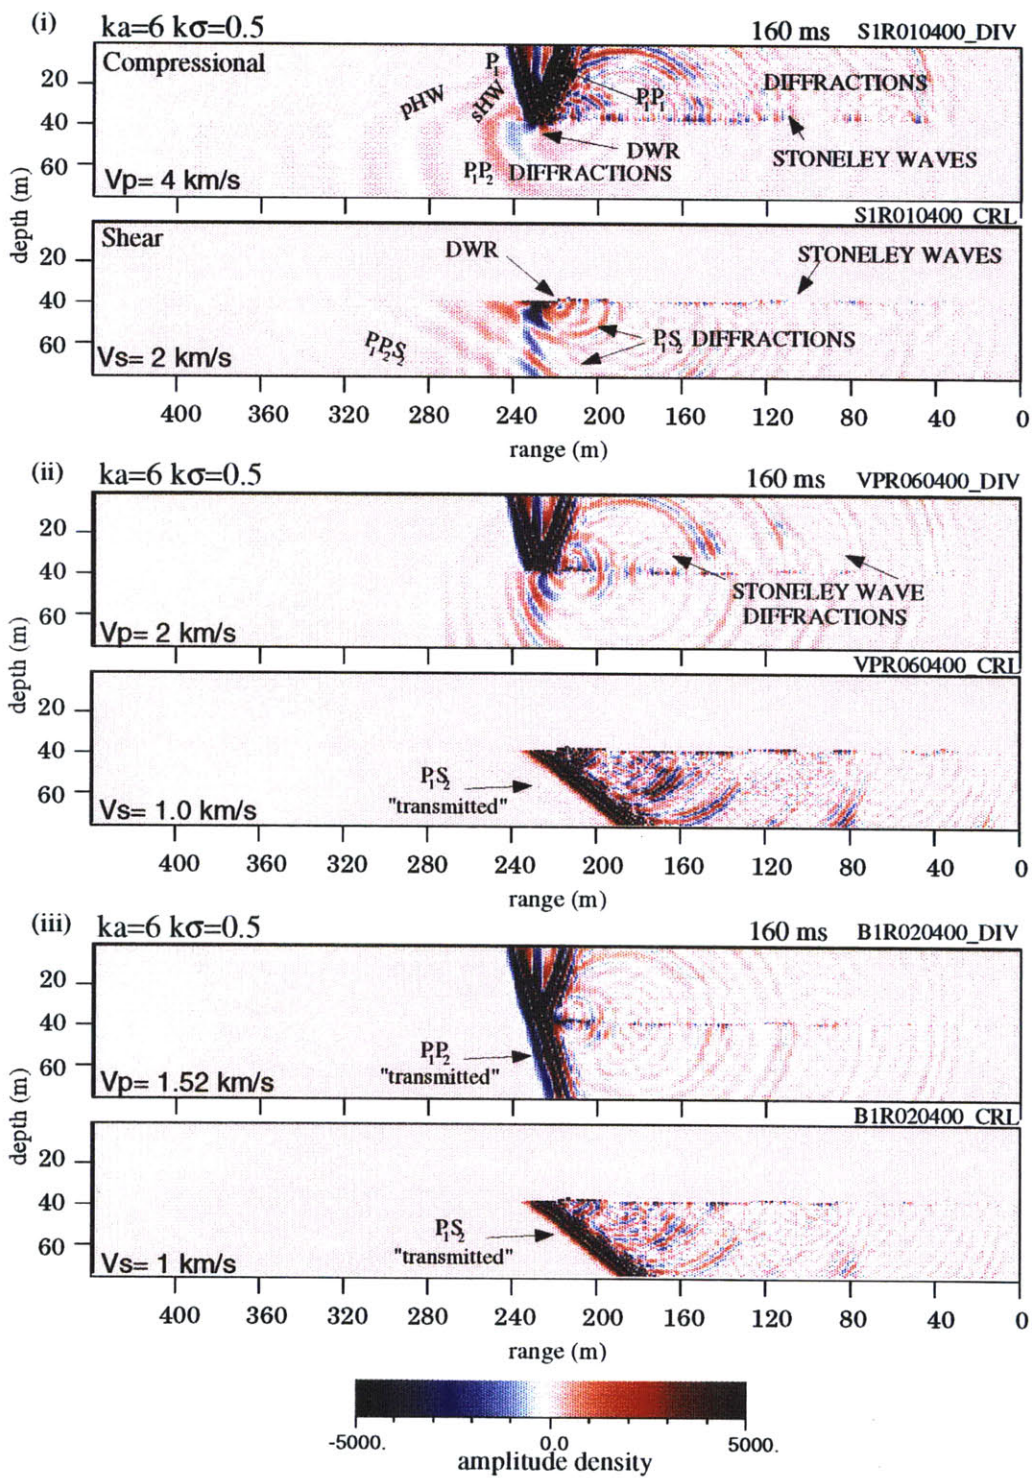 (i) ka=6 kσ=0.5 160 ms S1R010400_DIV
Compressional P₁ DIFFRACTIONS
20
pHW sHW P₁P₁
40
DWR STONELEY WAVES
60 P₁P₂ DIFFRACTIONS
Vp= 4 km/s
depth (m)
S1R010400_CRL
Shear DWR STONELEY WAVES
20
40
60 P₁P₂S₂ P₁S₂ DIFFRACTIONS
Vs= 2 km/s
400 360 320 280 240 200 160 120 80 40 0
range (m)
(ii) ka=6 kσ=0.5 160 ms VPR060400_DIV
20
40
STONELEY WAVE
DIFFRACTIONS
60
Vp= 2 km/s
depth (m)
VPR060400_CRL
20
40
P₁S₂
"transmitted"
60
Vs= 1.0 km/s
400 360 320 280 240 200 160 120 80 40 0
range (m)
(iii) ka=6 kσ=0.5 160 ms B1R020400_DIV
20
40
P₁P₂
"transmitted"
60
Vp= 1.52 km/s
depth (m)
B1R020400_CRL
20
40
P₁S₂
"transmitted"
60
Vs= 1 km/s
400 360 320 280 240 200 160 120 80 40 0
range (m)
-5000. 0.0 5000.
amplitude density